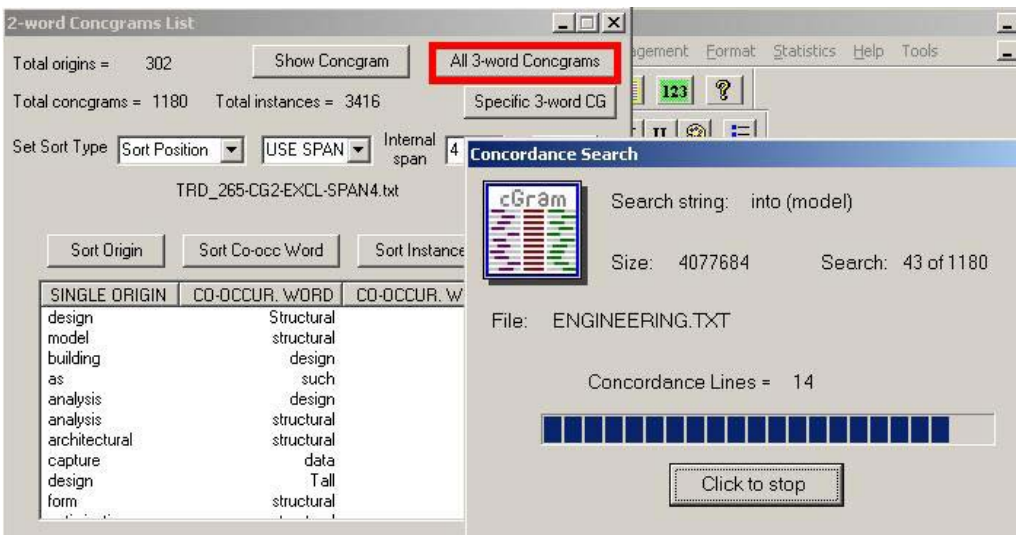 2-word Concgrams List
Total origins = 302
Show Concgram
All 3-word Concgrams
Total concgrams = 1180 Total instances = 3416
Specific 3-word CG
Set Sort Type Sort Position USE SPAN Internal span 4
TRD_265-CG2-EXCL-SPAN4.txt
Sort Origin Sort Co-occ Word Sort Instance
SINGLE ORIGIN CO-OCCUR. WORD CO-OCCUR. W
design Structural
model structural
building design
as such
analysis design
analysis structural
architectural structural
capture data
design Tall
form structural
agement Format Statistics Help Tools
123 ?
U
Concordance Search
cGram
Search string: into (model)
Size: 4077684 Search: 43 of 1180
File: ENGINEERING.TXT
Concordance Lines = 14
Click to stop